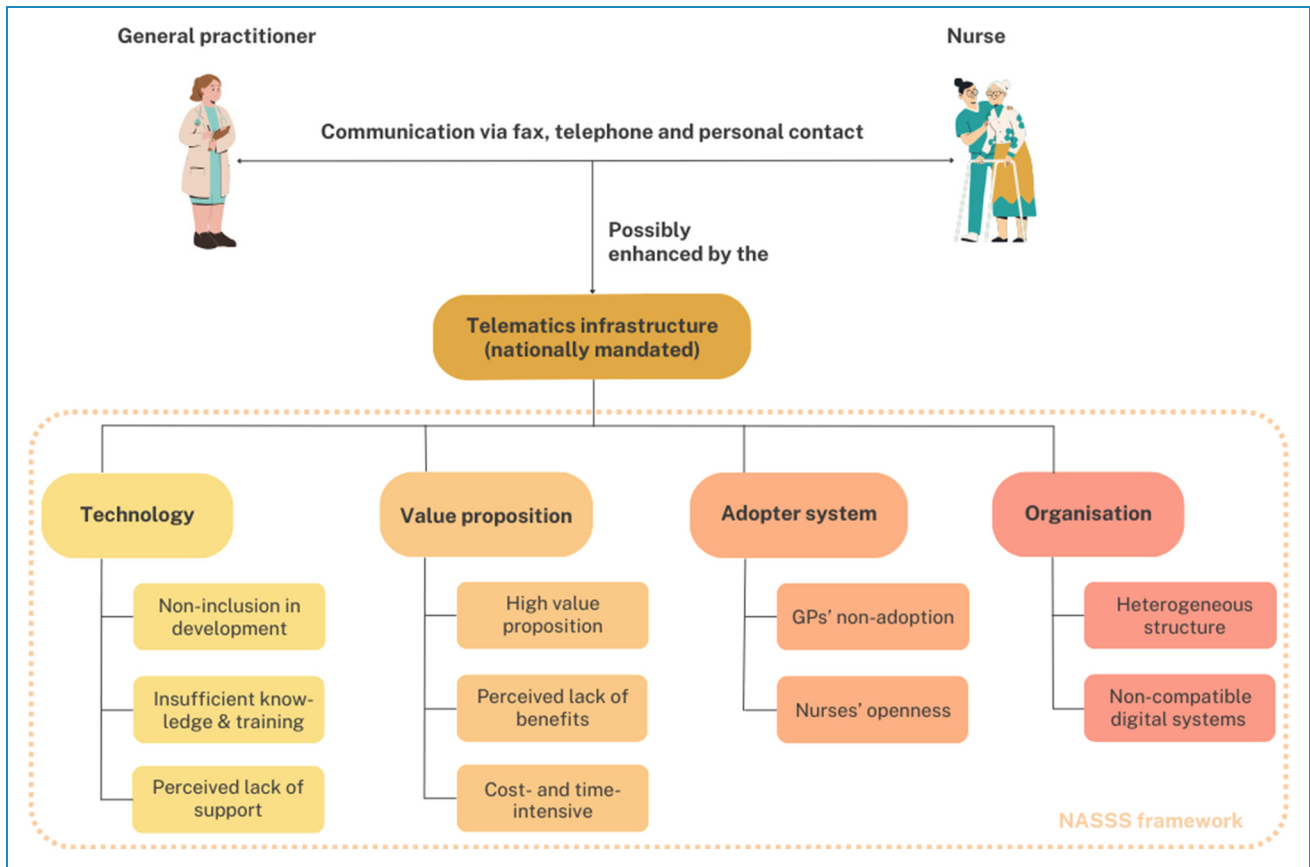 General practitioner
Nurse
Communication via fax, telephone and personal contact
Possibly
enhanced by the
Telematics infrastructure
(nationally mandated)
Technology
Value proposition
Adopter system
Organisation
Non-inclusion in
development
Insufficient know-
ledge & training
Perceived lack of
support
High value
proposition
Perceived lack of
benefits
Cost- and time-
intensive
GPs' non-adoption
Nurses' openness
Heterogeneous
structure
Non-compatible
digital systems
NASSS framework